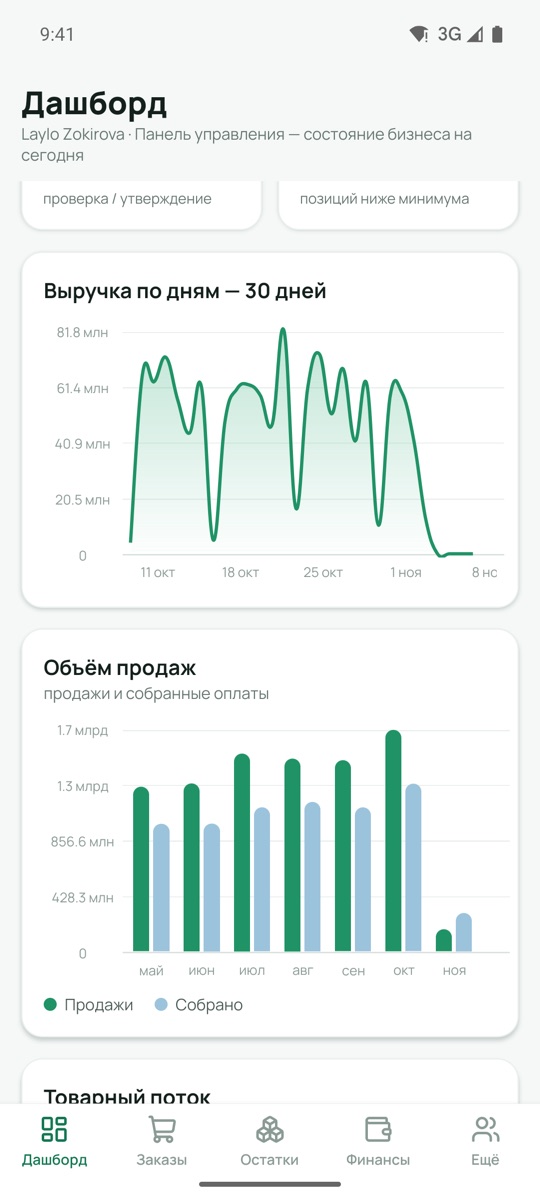 9:41
3G
Дашборд
Laylo Zokirova · Панель управления — состояние бизнеса на
сегодня
проверка / утверждение
позиций ниже минимума
Выручка по дням — 30 дней
81.8 млн
61.4 млн
40.9 млн
20.5 млн
0
11 окт 18 окт 25 окт 1 ноя 8 но
Объём продаж
продажи и собранные оплаты
1.7 млрд
1.3 млрд
856.6 млн
428.3 млн
0
май июн июл авг сен окт ноя
Продажи Собрано
Товарный поток
Дашборд Заказы Остатки Финансы Ещё